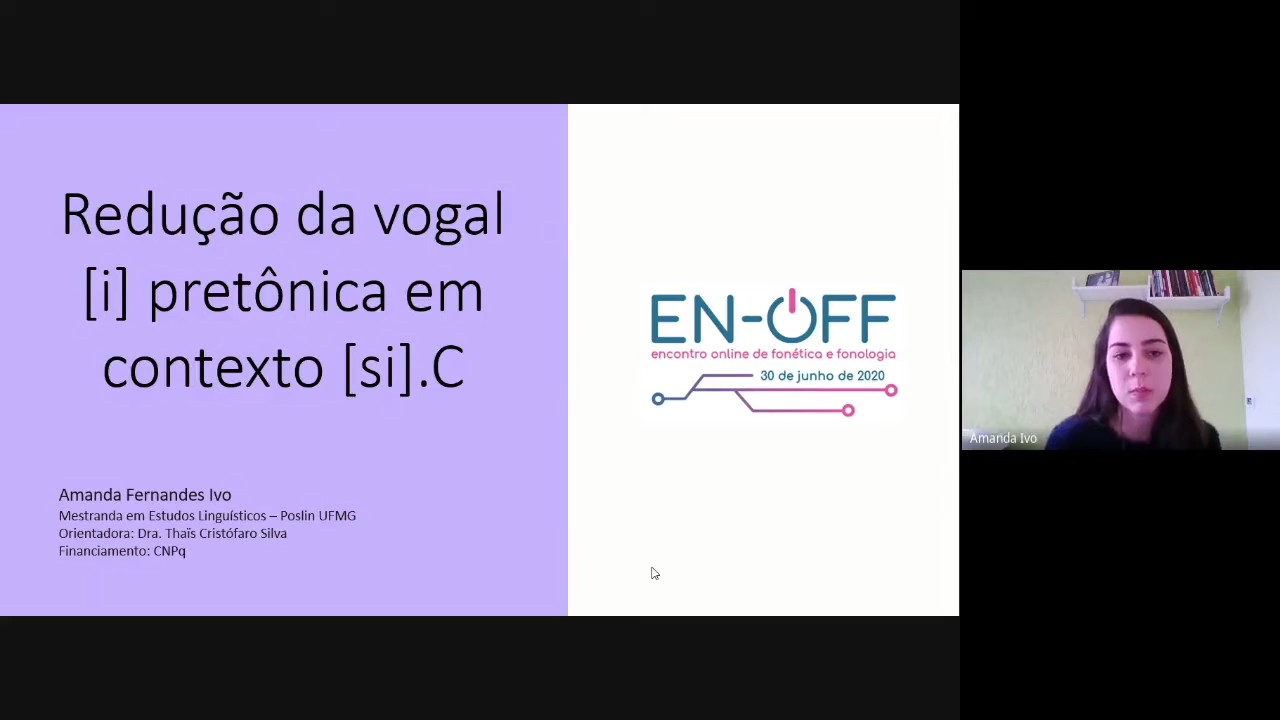 Redução da vogal
[i] pretônica em
contexto [si].C
Amanda Fernandes Ivo
Mestranda em Estudos Linguísticos – Poslin UFMG
Orientadora: Dra. Thaïs Cristófaro Silva
Financiamento: CNPq
EN-OFF
encontro online de fonética e fonologia
30 de junho de 2020
Amanda Ivo